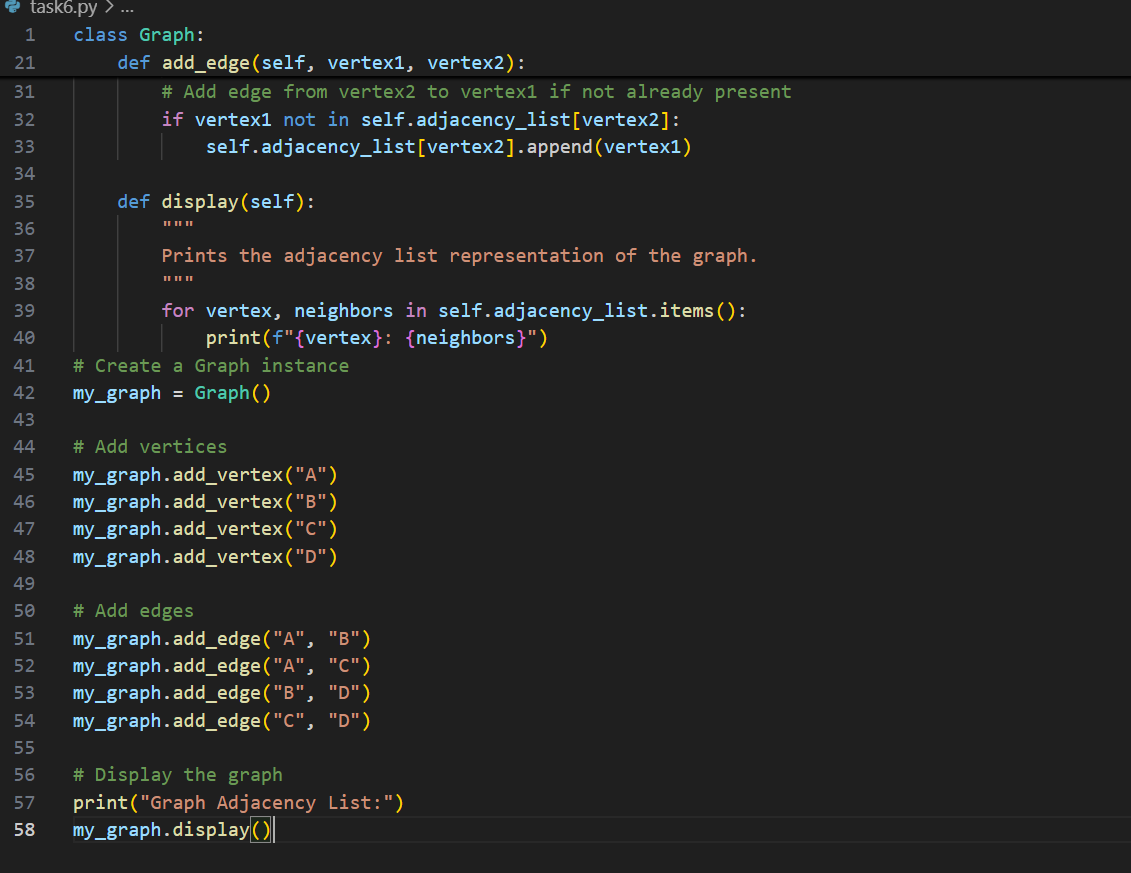 task6.py > ...
1 class Graph:
21     def add_edge(self, vertex1, vertex2):
31         # Add edge from vertex2 to vertex1 if not already present
32         if vertex1 not in self.adjacency_list[vertex2]:
33             self.adjacency_list[vertex2].append(vertex1)
34
35     def display(self):
36         """
37         Prints the adjacency list representation of the graph.
38         """
39         for vertex, neighbors in self.adjacency_list.items():
40             print(f"{vertex}: {neighbors}")
41 # Create a Graph instance
42 my_graph = Graph()
43
44 # Add vertices
45 my_graph.add_vertex("A")
46 my_graph.add_vertex("B")
47 my_graph.add_vertex("C")
48 my_graph.add_vertex("D")
49
50 # Add edges
51 my_graph.add_edge("A", "B")
52 my_graph.add_edge("A", "C")
53 my_graph.add_edge("B", "D")
54 my_graph.add_edge("C", "D")
55
56 # Display the graph
57 print("Graph Adjacency List:")
58 my_graph.display()